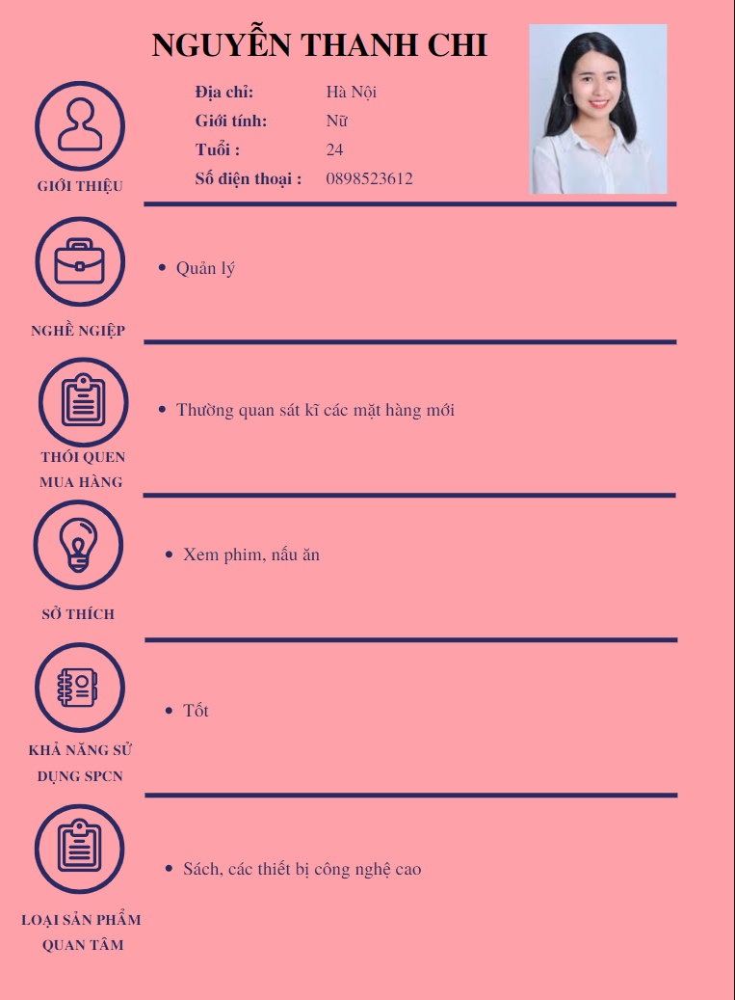 NGUYỄN THANH CHI
Địa chỉ: Hà Nội
Giới tính: Nữ
Tuổi : 24
Số điện thoại : 0898523612
GIỚI THIỆU
Quản lý
NGHỀ NGIỆP
Thường quan sát kĩ các mặt hàng mới
THÓI QUEN
MUA HÀNG
Xem phim, nấu ăn
SỞ THÍCH
Tốt
KHẢ NĂNG SỬ
DỤNG SPCN
Sách, các thiết bị công nghệ cao
LOẠI SẢN PHẨM
QUAN TÂM